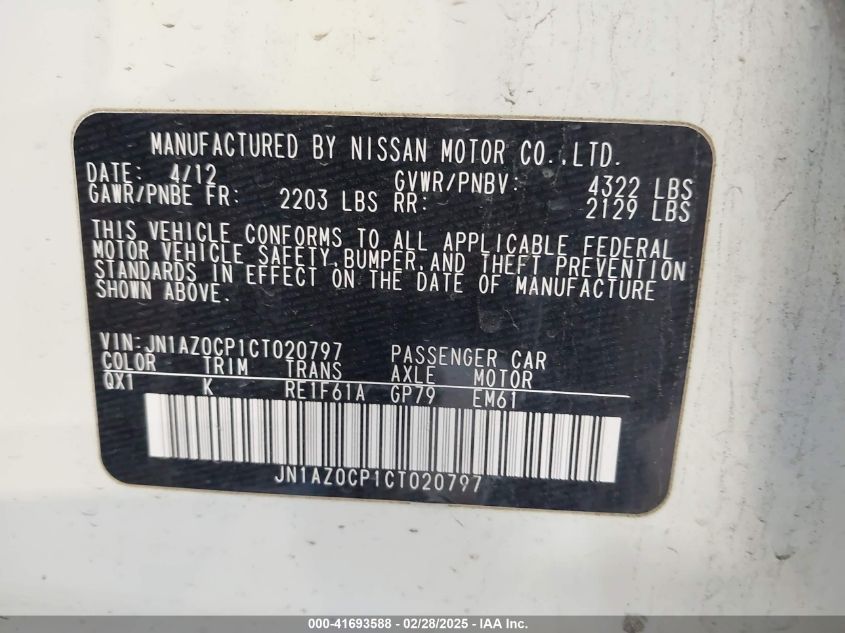 MANUFACTURED BY NISSAN MOTOR CO.,LTD.
DATE: 4/12 GVWR/PNBV: 4322 LBS
GAWR/PNBE FR: 2203 LBS RR: 2129 LBS
THIS VEHICLE CONFORMS TO ALL APPLICABLE FEDERAL
MOTOR VEHICLE SAFETY,BUMPER,AND THEFT PREVENTION
STANDARDS IN EFFECT ON THE DATE OF MANUFACTURE
SHOWN ABOVE.
VIN:JN1AZ0CP1CT020797 PASSENGER CAR
COLOR TRIM TRANS AXLE MOTOR
QX1 K RE1F61A GP79 EM61
JN1AZ0CP1CT020797
000-41693588 - 02/28/2025 - IAA Inc.